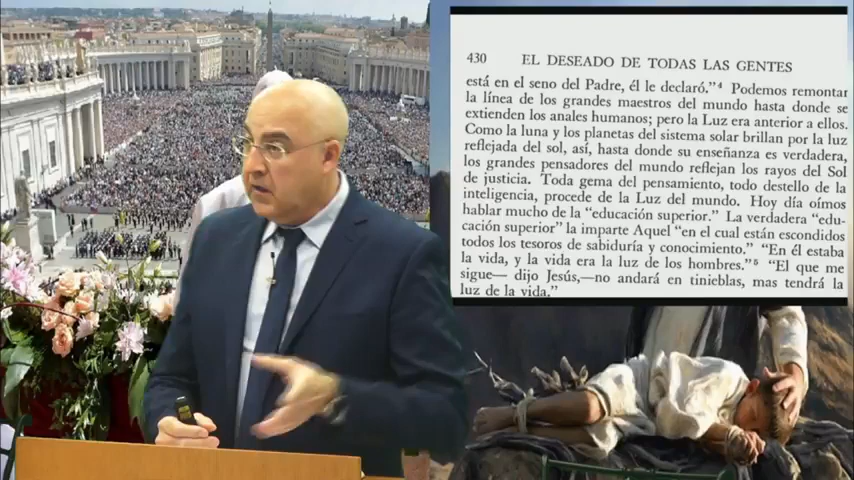 430 EL DESEADO DE TODAS LAS GENTES
está en el seno del Padre, él le declaró."⁴ Podemos remontar
la línea de los grandes maestros del mundo hasta donde se
extienden los anales humanos; pero la Luz era anterior a ellos.
Como la luna y los planetas del sistema solar brillan por la luz
reflejada del sol, así, hasta donde su enseñanza es verdadera,
los grandes pensadores del mundo reflejan los rayos del Sol
de justicia. Toda gema del pensamiento, todo destello de la
inteligencia, procede de la Luz del mundo. Hoy día oímos
hablar mucho de la "educación superior." La verdadera "edu-
cación superior" la imparte Aquel "en el cual están escondidos
todos los tesoros de sabiduría y conocimiento." "En él estaba
la vida, y la vida era la luz de los hombres."⁵ "El que me
sigue— dijo Jesús,—no andará en tinieblas, mas tendrá la
luz de la vida."